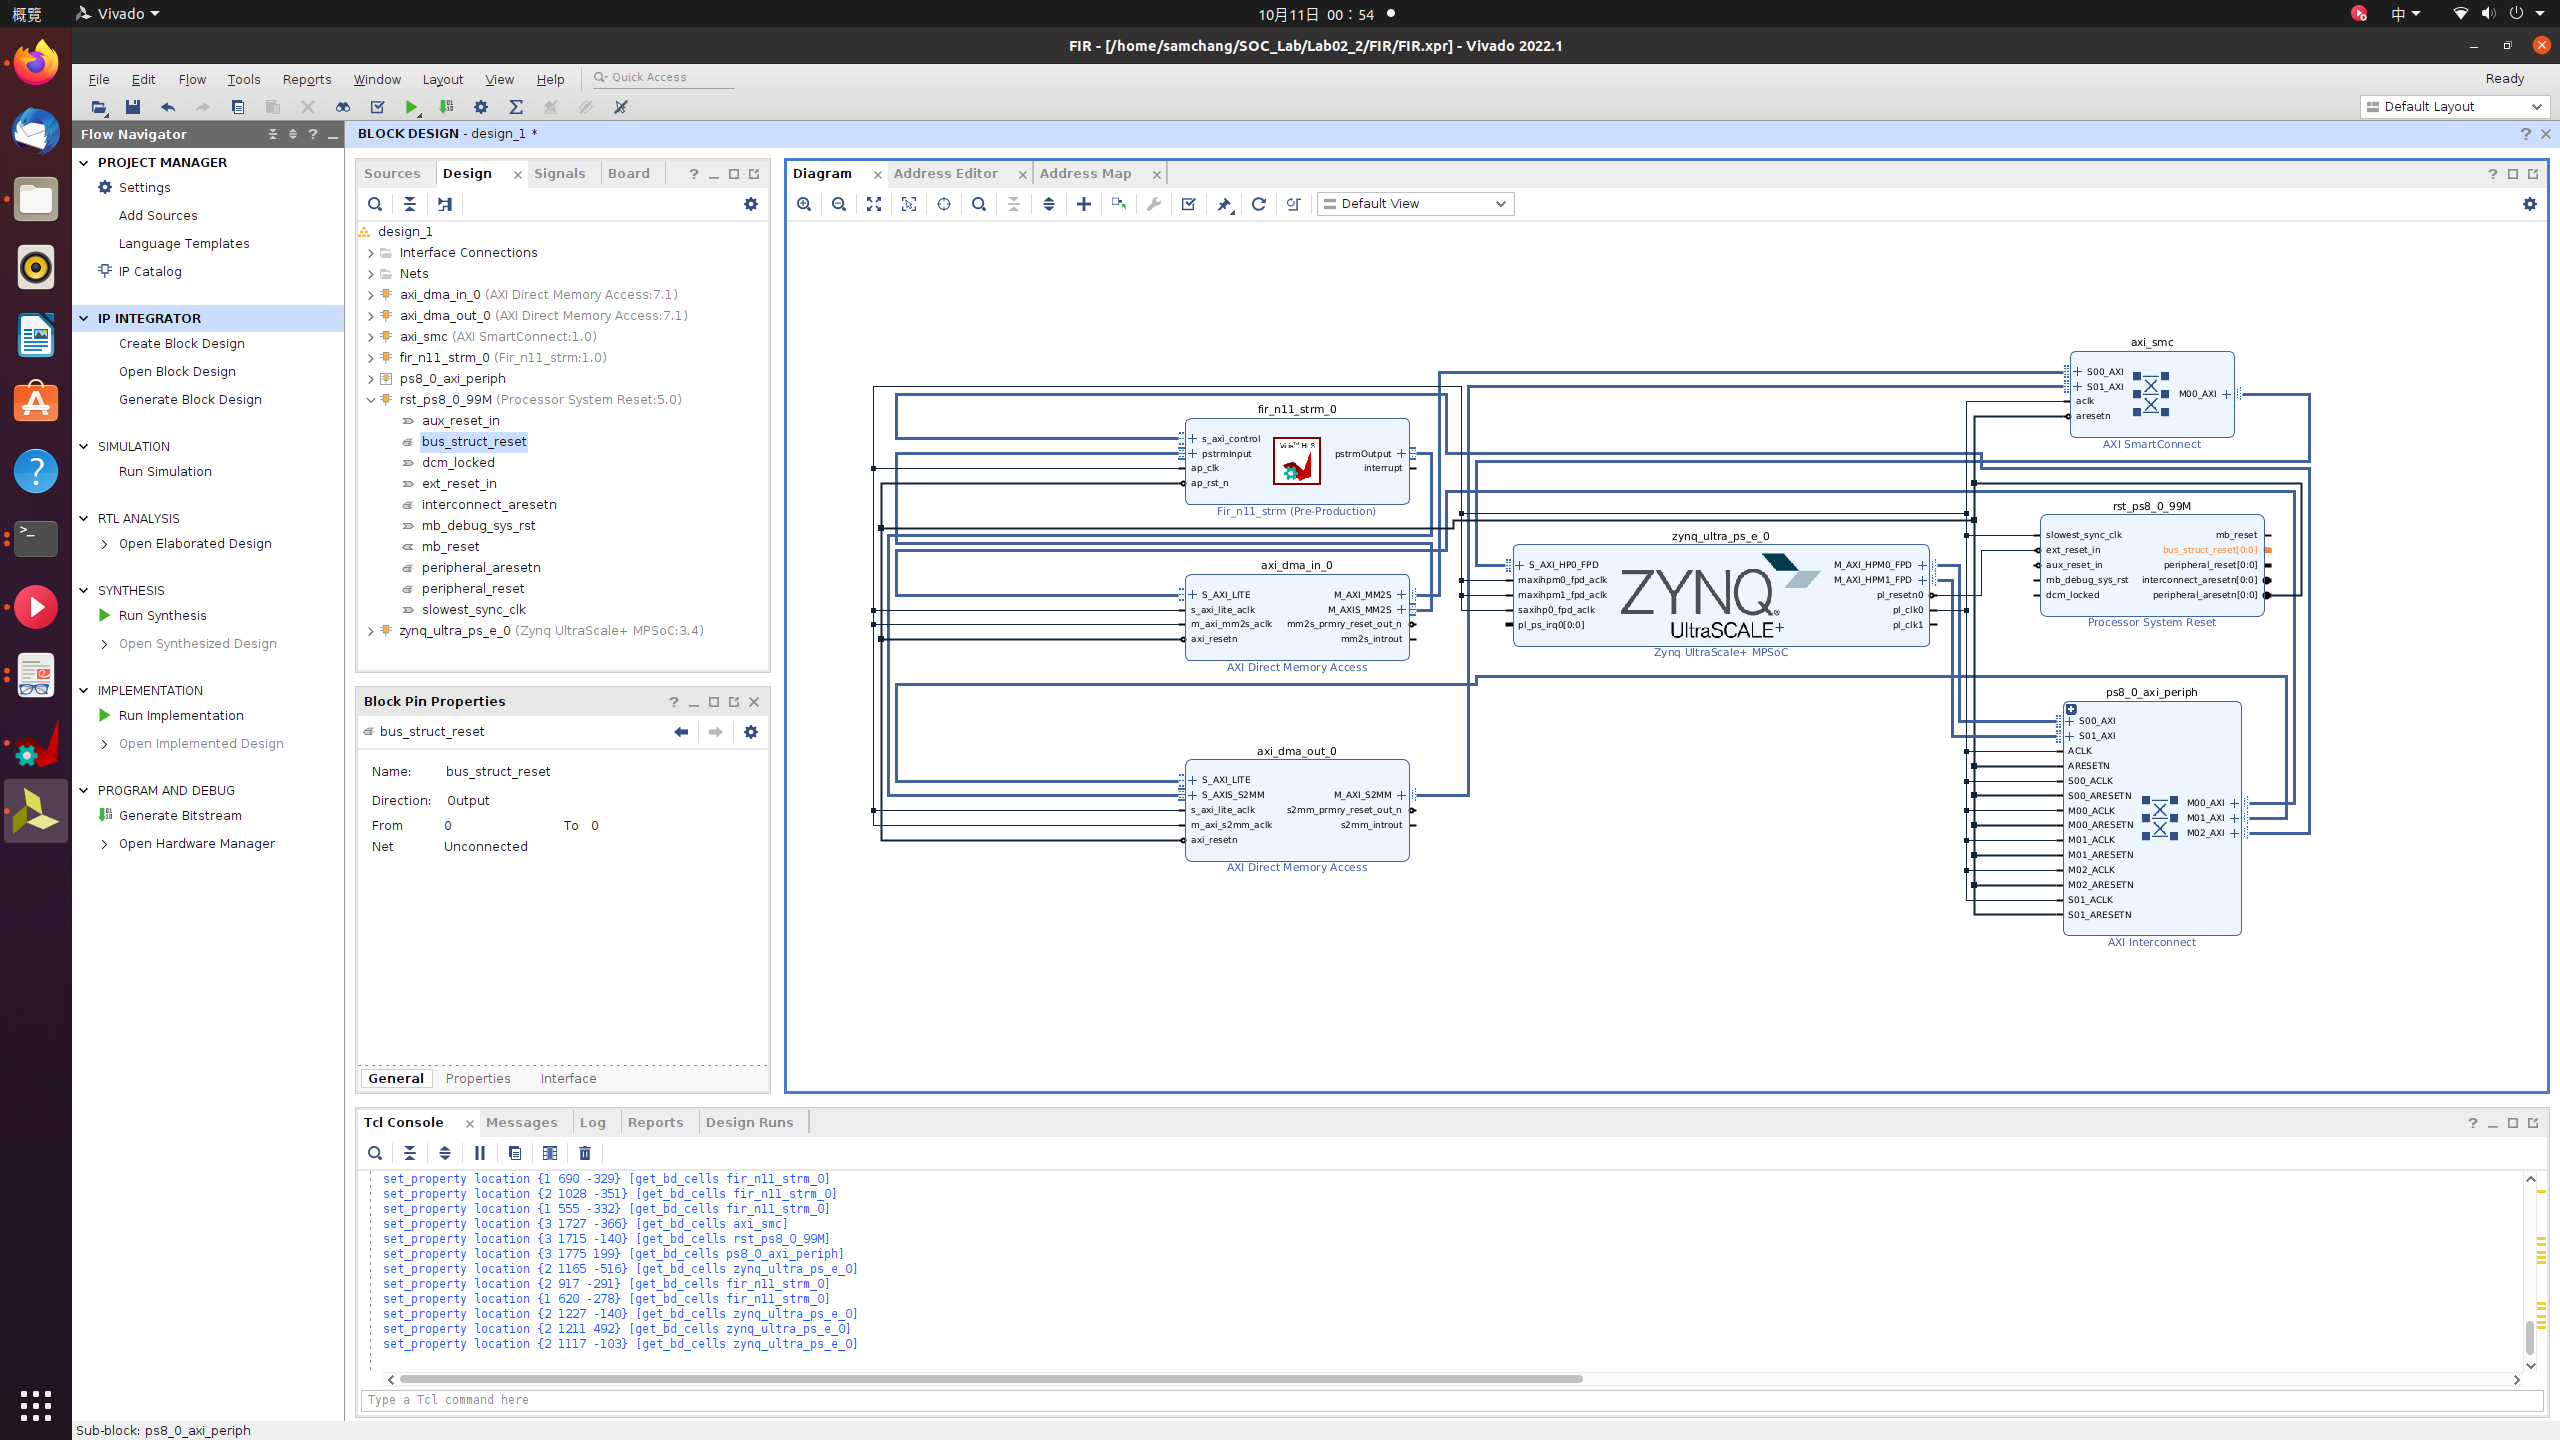 概覽
Vivado
10月11日 00：54
中
FIR - [/home/samchang/SOC_Lab/Lab02_2/FIR/FIR.xpr] - Vivado 2022.1
File Edit Flow Tools Reports Window Layout View Help Quick Access
Ready
Default Layout
Flow Navigator
PROJECT MANAGER
Settings
Add Sources
Language Templates
IP Catalog
IP INTEGRATOR
Create Block Design
Open Block Design
Generate Block Design
SIMULATION
Run Simulation
RTL ANALYSIS
Open Elaborated Design
SYNTHESIS
Run Synthesis
Open Synthesized Design
IMPLEMENTATION
Run Implementation
Open Implemented Design
PROGRAM AND DEBUG
Generate Bitstream
Open Hardware Manager
BLOCK DESIGN - design_1 *
Sources Design Signals Board
design_1
Interface Connections
Nets
axi_dma_in_0 (AXI Direct Memory Access:7.1)
axi_dma_out_0 (AXI Direct Memory Access:7.1)
axi_smc (AXI SmartConnect:1.0)
fir_n11_strm_0 (Fir_n11_strm:1.0)
ps8_0_axi_periph
rst_ps8_0_99M (Processor System Reset:5.0)
aux_reset_in
bus_struct_reset
dcm_locked
ext_reset_in
interconnect_aresetn
mb_debug_sys_rst
mb_reset
peripheral_aresetn
peripheral_reset
slowest_sync_clk
zynq_ultra_ps_e_0 (Zynq UltraScale+ MPSoC:3.4)
Block Pin Properties
bus_struct_reset
Name: bus_struct_reset
Direction: Output
From 0 To 0
Net Unconnected
General Properties Interface
Diagram Address Editor Address Map
Default View
fir_n11_strm_0
s_axi_control
pstrmInput pstrmOutput
ap_clk interrupt
ap_rst_n
Fir_n11_strm (Pre-Production)
axi_dma_in_0
S_AXI_LITE M_AXI_MM2S
s_axi_lite_aclk M_AXIS_MM2S
m_axi_mm2s_aclk mm2s_prmry_reset_out_n
axi_resetn mm2s_introut
AXI Direct Memory Access
axi_dma_out_0
S_AXI_LITE
S_AXIS_S2MM M_AXI_S2MM
s_axi_lite_aclk s2mm_prmry_reset_out_n
m_axi_s2mm_aclk s2mm_introut
axi_resetn
AXI Direct Memory Access
zynq_ultra_ps_e_0
S_AXI_HP0_FPD M_AXI_HPM0_FPD
maxihpm0_fpd_aclk M_AXI_HPM1_FPD
maxihpm1_fpd_aclk pl_resetn0
saxihp0_fpd_aclk pl_clk0
pl_ps_irq0[0:0] pl_clk1
ZYNQ
UltraSCALE+
Zynq UltraScale+ MPSoC
axi_smc
S00_AXI
S01_AXI M00_AXI
aclk
aresetn
AXI SmartConnect
rst_ps8_0_99M
slowest_sync_clk mb_reset
ext_reset_in bus_struct_reset[0:0]
aux_reset_in peripheral_reset[0:0]
mb_debug_sys_rst interconnect_aresetn[0:0]
dcm_locked peripheral_aresetn[0:0]
Processor System Reset
ps8_0_axi_periph
S00_AXI
S01_AXI
ACLK
ARESETN
S00_ACLK
S00_ARESETN M00_AXI
M00_ACLK M01_AXI
M00_ARESETN M02_AXI
M01_ACLK
M01_ARESETN
M02_ACLK
M02_ARESETN
S01_ACLK
S01_ARESETN
AXI Interconnect
Tcl Console Messages Log Reports Design Runs
set_property location {1 690 -329} [get_bd_cells fir_n11_strm_0]
set_property location {2 1028 -351} [get_bd_cells fir_n11_strm_0]
set_property location {1 555 -332} [get_bd_cells fir_n11_strm_0]
set_property location {3 1727 -366} [get_bd_cells axi_smc]
set_property location {3 1715 -140} [get_bd_cells rst_ps8_0_99M]
set_property location {3 1775 199} [get_bd_cells ps8_0_axi_periph]
set_property location {2 1165 -516} [get_bd_cells zynq_ultra_ps_e_0]
set_property location {2 917 -291} [get_bd_cells fir_n11_strm_0]
set_property location {1 620 -278} [get_bd_cells fir_n11_strm_0]
set_property location {2 1227 -140} [get_bd_cells zynq_ultra_ps_e_0]
set_property location {2 1211 492} [get_bd_cells zynq_ultra_ps_e_0]
set_property location {2 1117 -103} [get_bd_cells zynq_ultra_ps_e_0]
Type a Tcl command here
Sub-block: ps8_0_axi_periph